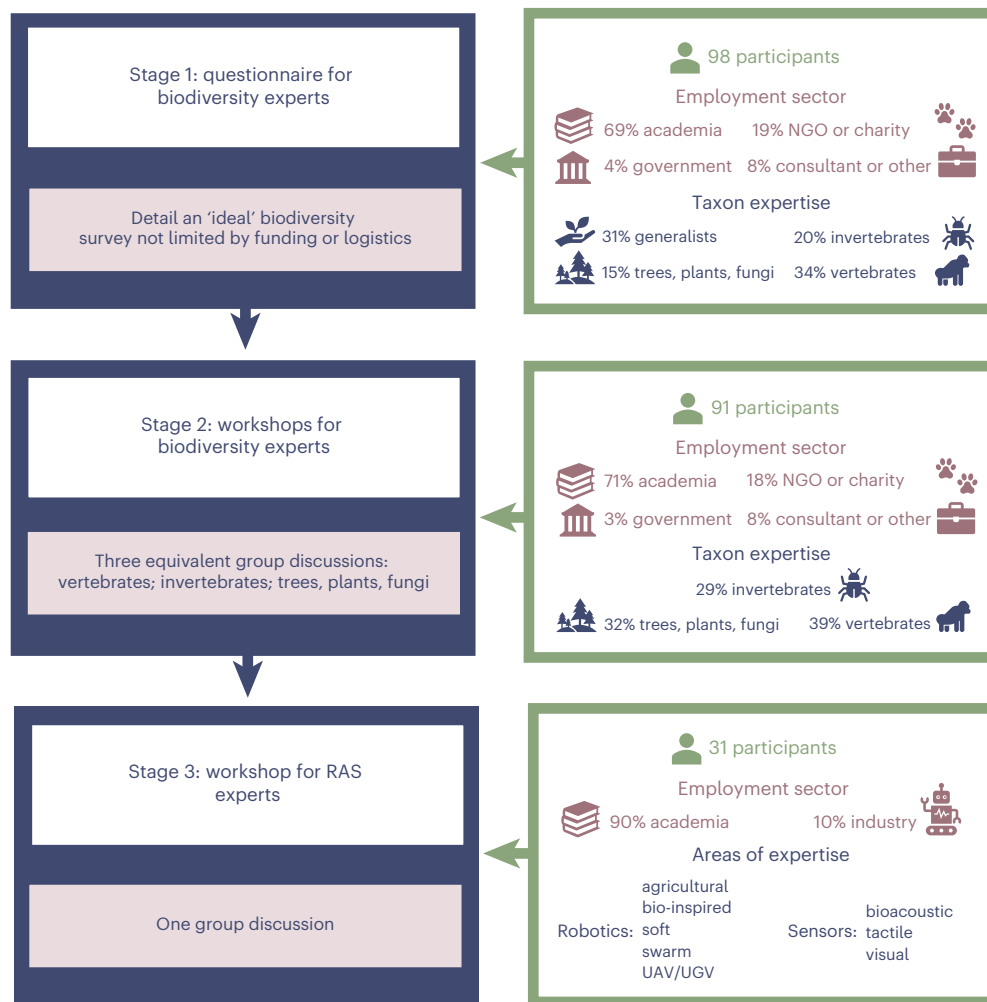 Stage 1: questionnaire for
biodiversity experts
Detail an ‘ideal’ biodiversity
survey not limited by funding or logistics
98 participants
Employment sector
69% academia
19% NGO or charity
4% government
8% consultant or other
Taxon expertise
31% generalists
20% invertebrates
15% trees, plants, fungi
34% vertebrates
Stage 2: workshops for
biodiversity experts
Three equivalent group discussions:
vertebrates; invertebrates; trees, plants, fungi
91 participants
Employment sector
71% academia
18% NGO or charity
3% government
8% consultant or other
Taxon expertise
29% invertebrates
32% trees, plants, fungi
39% vertebrates
Stage 3: workshop for RAS
experts
One group discussion
31 participants
Employment sector
90% academia
10% industry
Areas of expertise
Robotics:
agricultural
bio-inspired
soft
swarm
UAV/UGV
Sensors:
bioacoustic
tactile
visual